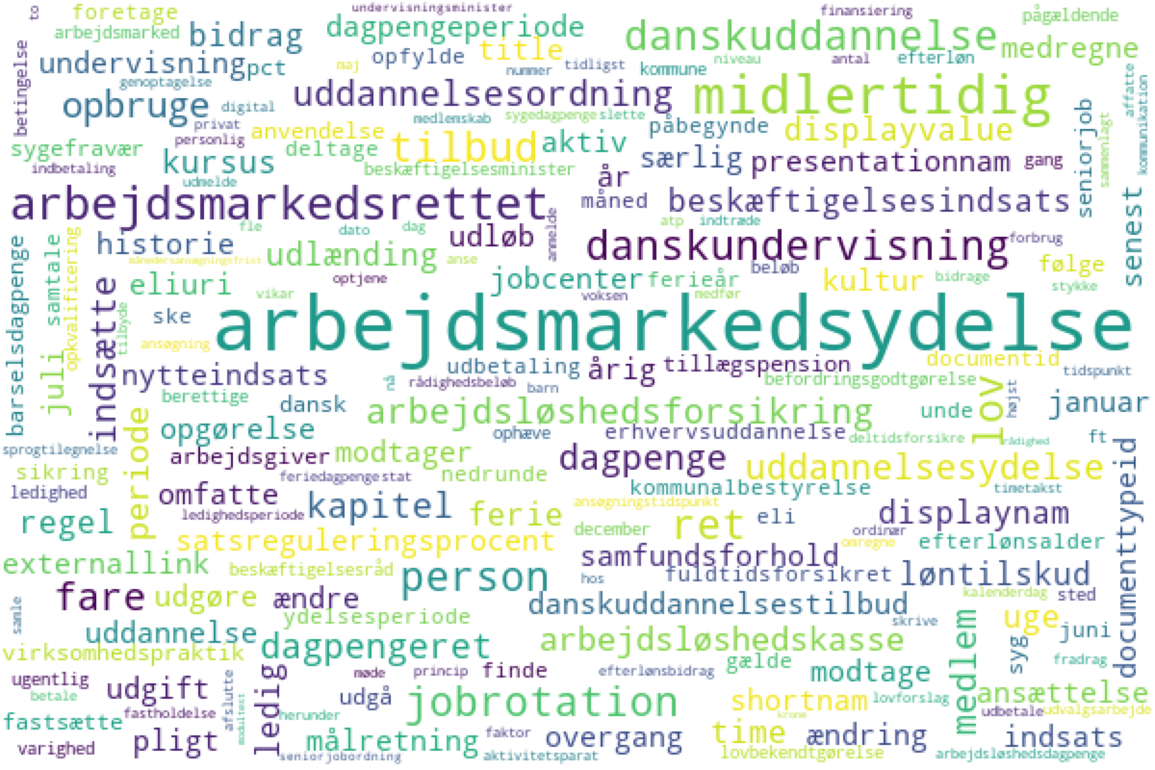 undervisningsminister
finansiering
pågældende
foretage
dagpengeperiode
danskuddannelse
arbejdsmarked
bidrag
title
medregne
opfylde
niveau
antal
efterløn
undervisning
pct
maj
nummer
tidligst
kommune
genoptagelse
betingelse
uddannelsesordning
midlertidig
affatte
kommunikation
opbruge
digital
medlemskab
sygedagpenge
slette
privat
personlig
anvendelse
tilbud
aktiv
påbegynde
displayvalue
seniorjob
sammenlagt
sygefravær
deltage
indbetaling
kursus
beskæftigelsesminister
særlig
presentationnam
gang
udmelde
år
arbejdsmarkedsrettet
måned
beskæftigelsesindsats
senest
fle
dato
dag
anmelde
atp
indtræde
historie
udløb
danskundervisning
forbrug
udlænding
månedersansøgningsfrist
anse
beløb
følge
barselsdagpenge
samtale
opkvalificering
optjene
jobcenter
ferieår
kultur
bidrage
stykke
eliuri
vikar
voksen
medfør
juli
indsætte
tilbyde
ske
arbejdsmarkedsydelse
ansøgning
udbetaling
årig
tillægspension
documentid
tidspunkt
nytteindsats
rådighedsbeløb
barn
befordringsgodtgørelse
højst
berettige
dansk
arbejdsløshedsforsikring
unde
lov
januar
periode
opgørelse
ophæve
erhvervsuddannelse
deltidsforsikre
rådighed
ft
sprogtilegnelse
arbejdsgiver
modtager
dagpenge
uddannelsesydelse
sikring
feriedagpenge
stat
nedrunde
ledighed
omfatte
kapitel
kommunalbestyrelse
timetakst
documenttypeid
ledighedsperiode
ansøgningstidspunkt
regel
ferie
december
ret
eli
displaynam
ordinær
satsreguleringsprocent
omregne
efterlønsalder
externallink
beskæftigelsesråd
person
samfundsforhold
hos
fuldtidsforsikret
løntilskud
fare
udgøre
ændre
danskuddannelsestilbud
kalenderdag
sted
samle
ydelsesperiode
skrive
uge
uddannelse
dagpengeret
arbejdsløshedskasse
medlem
syg
juni
virksomhedspraktik
gælde
fradrag
ugentlig
møde
princip
finde
efterlønsbidrag
modtage
betale
udgift
afslutte
modultest
ledig
udgå
jobrotation
shortnam
lovforslag
ansættelse
fastsætte
fastholdelse
herunder
krone
udbetale
udvalgsarbejde
varighed
pligt
målretning
faktor
overgang
time
ændring
indsats
seniorjobordning
aktivitetsparat
lovbekendtgørelse
arbejdsløshedsdagpenge